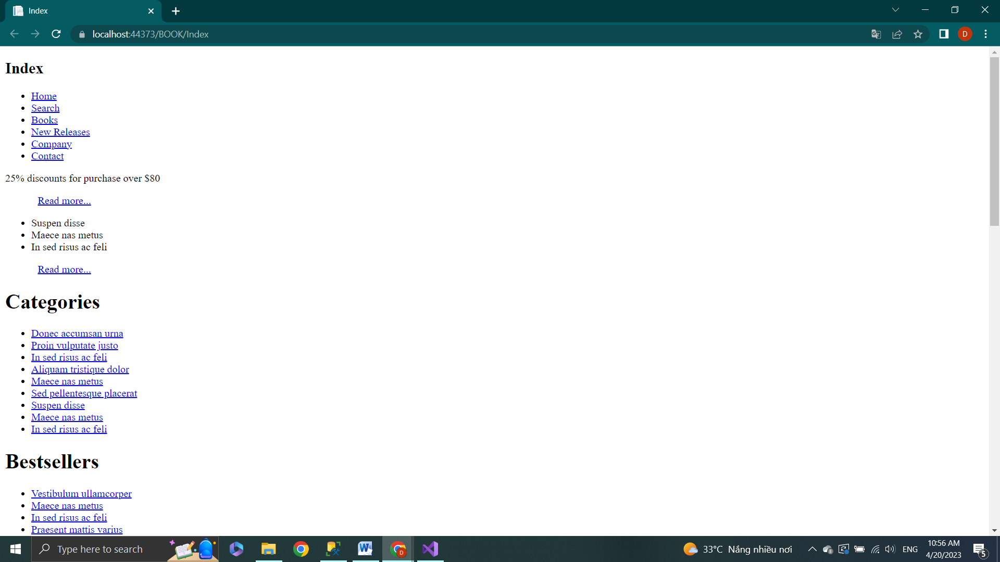 Index
localhost:44373/BOOK/Index
D
Index
Home
Search
Books
New Releases
Company
Contact
25% discounts for purchase over $80
Read more...
Suspen disse
Maece nas metus
In sed risus ac feli
Read more...
Categories
Donec accumsan urna
Proin vulputate justo
In sed risus ac feli
Aliquam tristique dolor
Maece nas metus
Sed pellentesque placerat
Suspen disse
Maece nas metus
In sed risus ac feli
Bestsellers
Vestibulum ullamcorper
Maece nas metus
In sed risus ac feli
Praesent mattis varius
Type here to search
W
D
33°C Nắng nhiều nơi
ENG
10:56 AM
4/20/2023
5